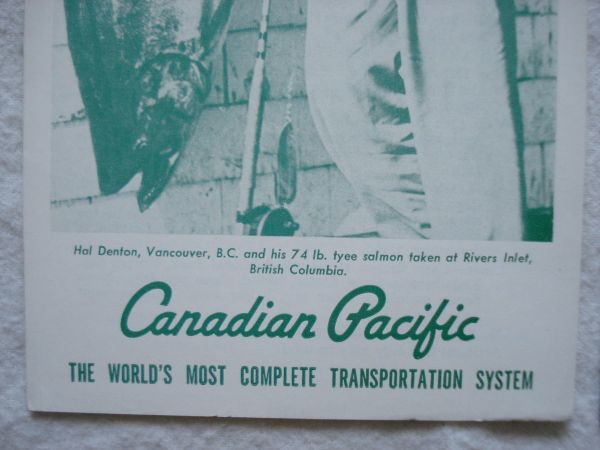 Hal Denton, Vancouver, B.C. and his 74 lb. tyee salmon taken at Rivers Inlet,
British Columbia.
Canadian Pacific
THE WORLD'S MOST COMPLETE TRANSPORTATION SYSTEM